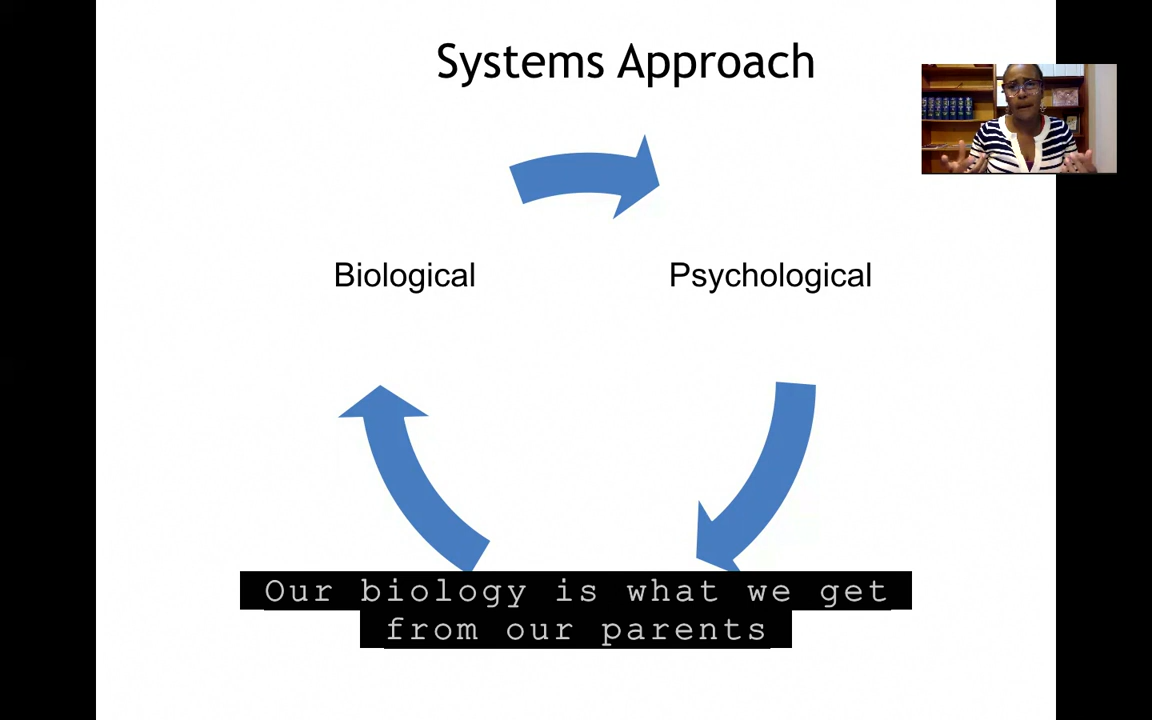 Systems Approach
Biological
Psychological
Our biology is what we get
from our parents